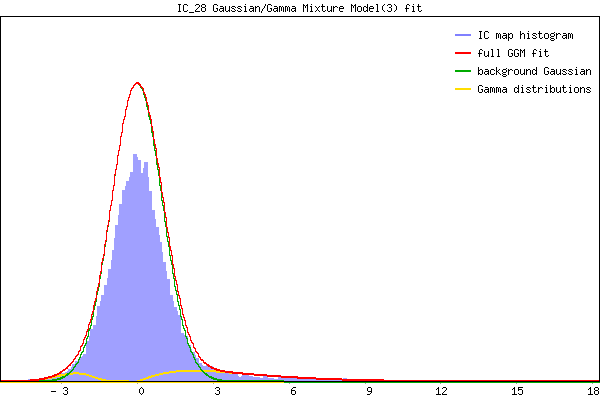 IC_28 Gaussian/Gamma Mixture Model(3) fit
IC map histogram
full GGM fit
background Gaussian
Gamma distributions
-3 0 3 6 9 12 15 18